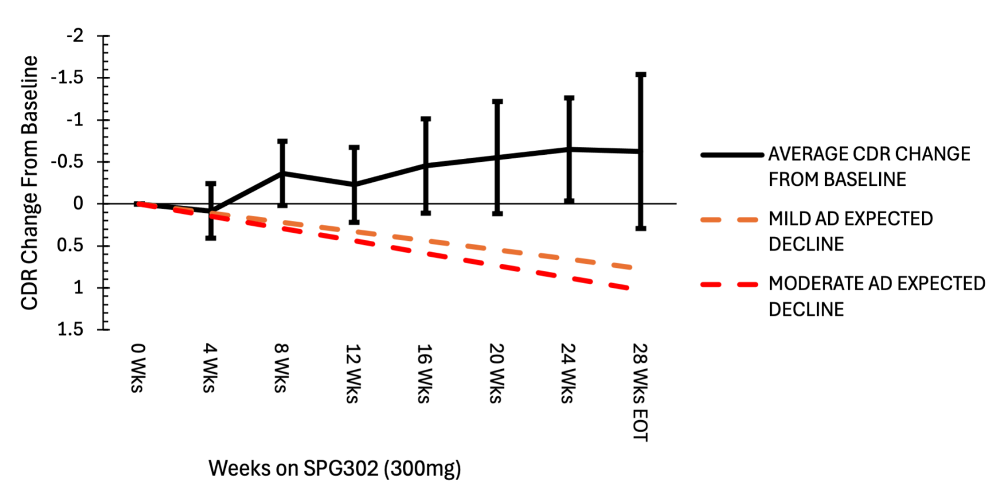 CDR Change From Baseline
-2
-1.5
-1
-0.5
0
0.5
1
1.5
0 Wks
4 Wks
8 Wks
12 Wks
16 Wks
20 Wks
24 Wks
28 Wks EOT
Weeks on SPG302 (300mg)
AVERAGE CDR CHANGE
FROM BASELINE
MILD AD EXPECTED
DECLINE
MODERATE AD EXPECTED
DECLINE